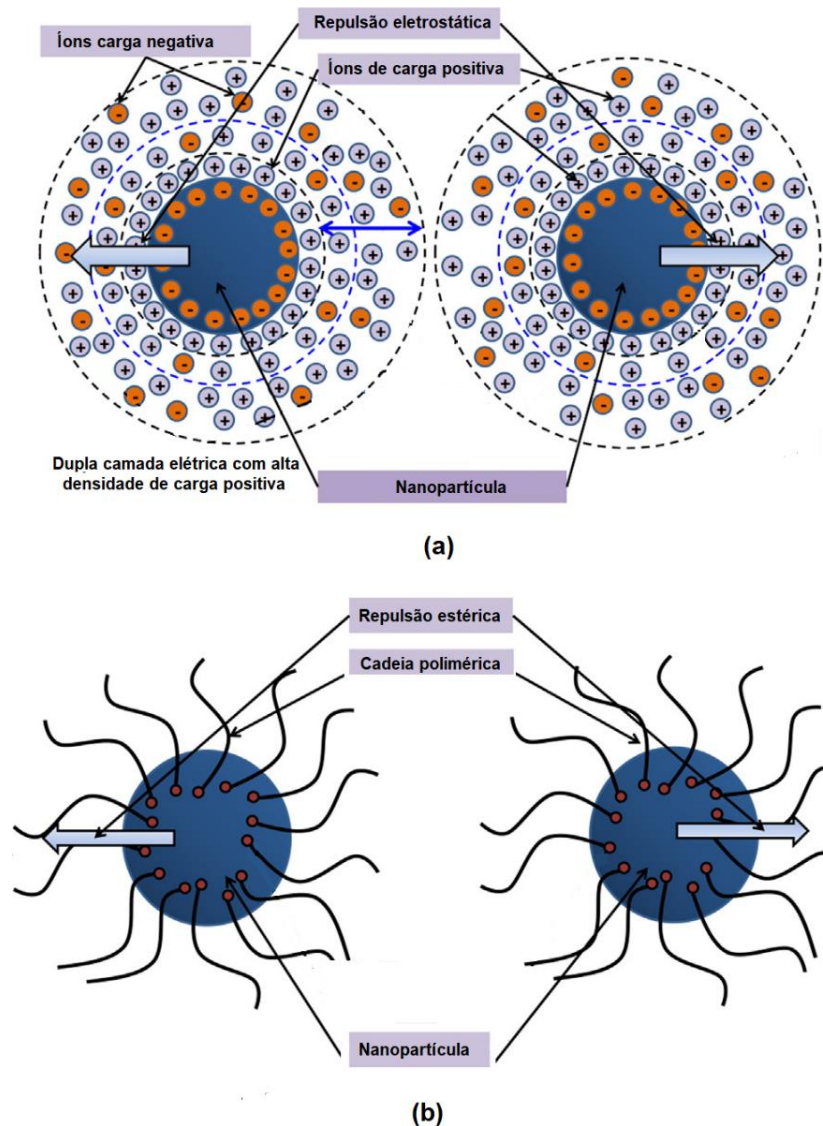 Repulsão eletrostática
Íons carga negativa
Íons de carga positiva
Dupla camada elétrica com alta
densidade de carga positiva
Nanopartícula
(a)
Repulsão estérica
Cadeia polimérica
Nanopartícula
(b)